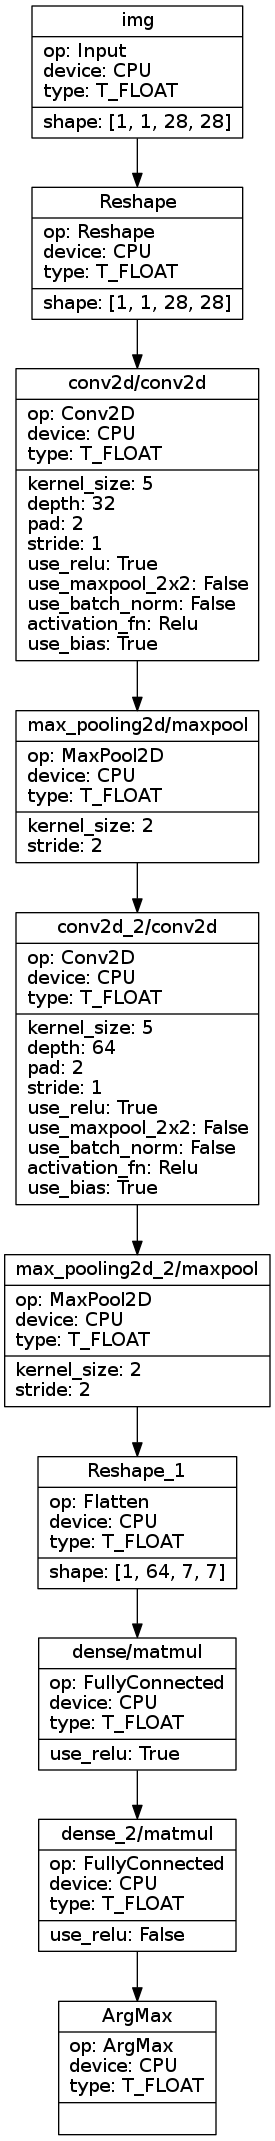 img
op: Input
device: CPU
type: T_FLOAT
shape: [1, 1, 28, 28]
Reshape
op: Reshape
device: CPU
type: T_FLOAT
shape: [1, 1, 28, 28]
conv2d/conv2d
op: Conv2D
device: CPU
type: T_FLOAT
kernel_size: 5
depth: 32
pad: 2
stride: 1
use_relu: True
use_maxpool_2x2: False
use_batch_norm: False
activation_fn: Relu
use_bias: True
max_pooling2d/maxpool
op: MaxPool2D
device: CPU
type: T_FLOAT
kernel_size: 2
stride: 2
conv2d_2/conv2d
op: Conv2D
device: CPU
type: T_FLOAT
kernel_size: 5
depth: 64
pad: 2
stride: 1
use_relu: True
use_maxpool_2x2: False
use_batch_norm: False
activation_fn: Relu
use_bias: True
max_pooling2d_2/maxpool
op: MaxPool2D
device: CPU
type: T_FLOAT
kernel_size: 2
stride: 2
Reshape_1
op: Flatten
device: CPU
type: T_FLOAT
shape: [1, 64, 7, 7]
dense/matmul
op: FullyConnected
device: CPU
type: T_FLOAT
use_relu: True
dense_2/matmul
op: FullyConnected
device: CPU
type: T_FLOAT
use_relu: False
ArgMax
op: ArgMax
device: CPU
type: T_FLOAT